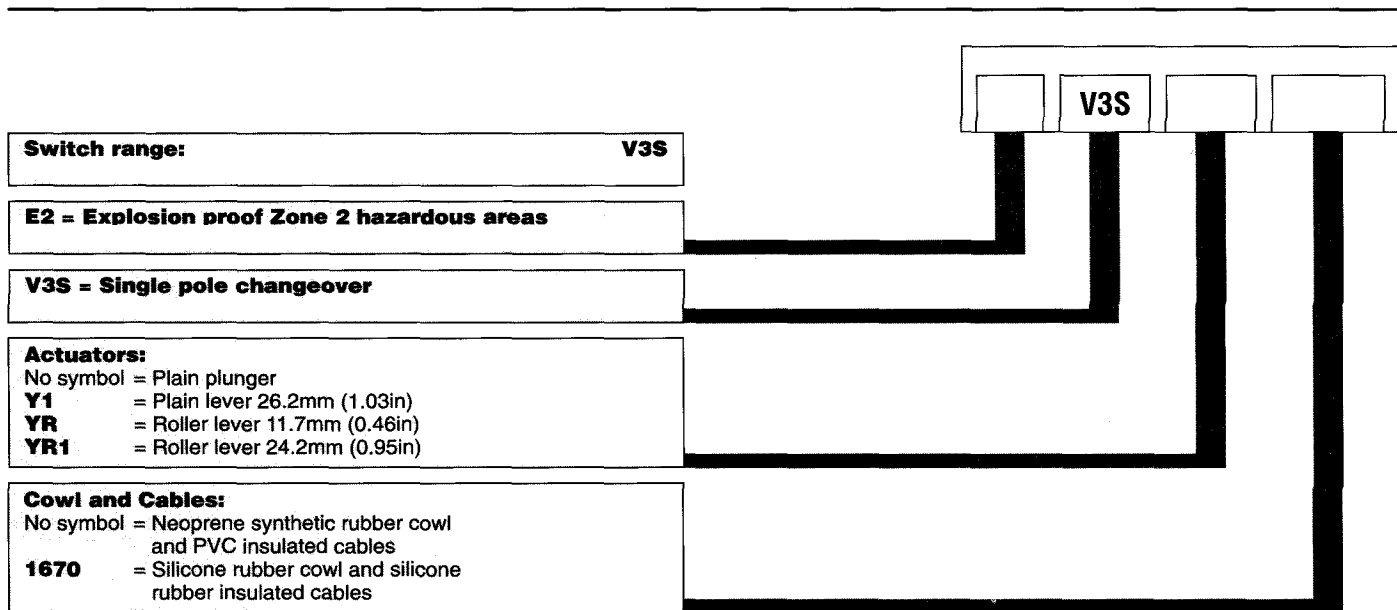 V3S
Switch range: V3S
E2 = Explosion proof Zone 2 hazardous areas
V3S = Single pole changeover
Actuators:
No symbol = Plain plunger
Y1 = Plain lever 26.2mm (1.03in)
YR = Roller lever 11.7mm (0.46in)
YR1 = Roller lever 24.2mm (0.95in)
Cowl and Cables:
No symbol = Neoprene synthetic rubber cowl
and PVC insulated cables
1670 = Silicone rubber cowl and silicone
rubber insulated cables